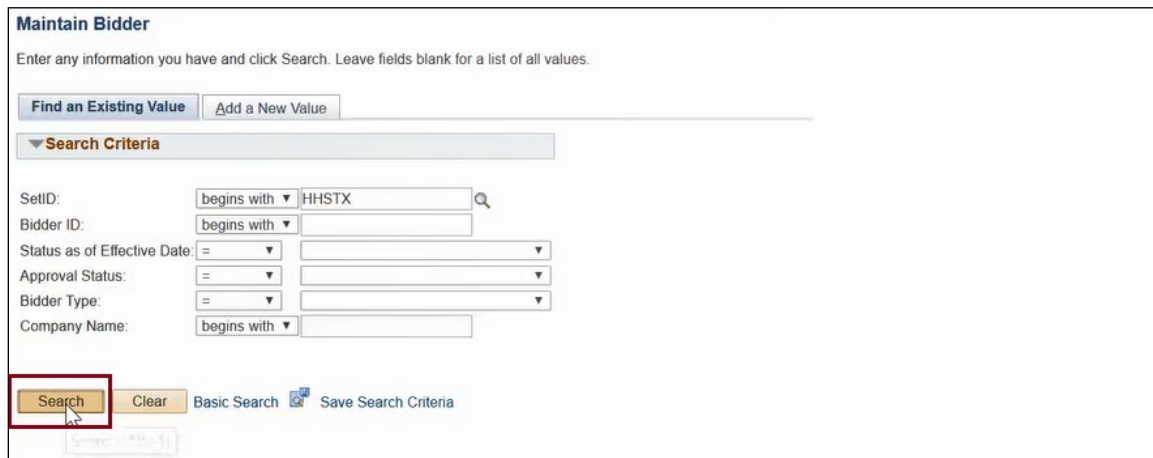 Maintain Bidder
Enter any information you have and click Search. Leave fields blank for a list of all values.
Find an Existing Value Add a New Value
Search Criteria
SetID: begins with HHSTX
Bidder ID: begins with
Status as of Effective Date: =
Approval Status: =
Bidder Type: =
Company Name: begins with
Search Clear Basic Search Save Search Criteria